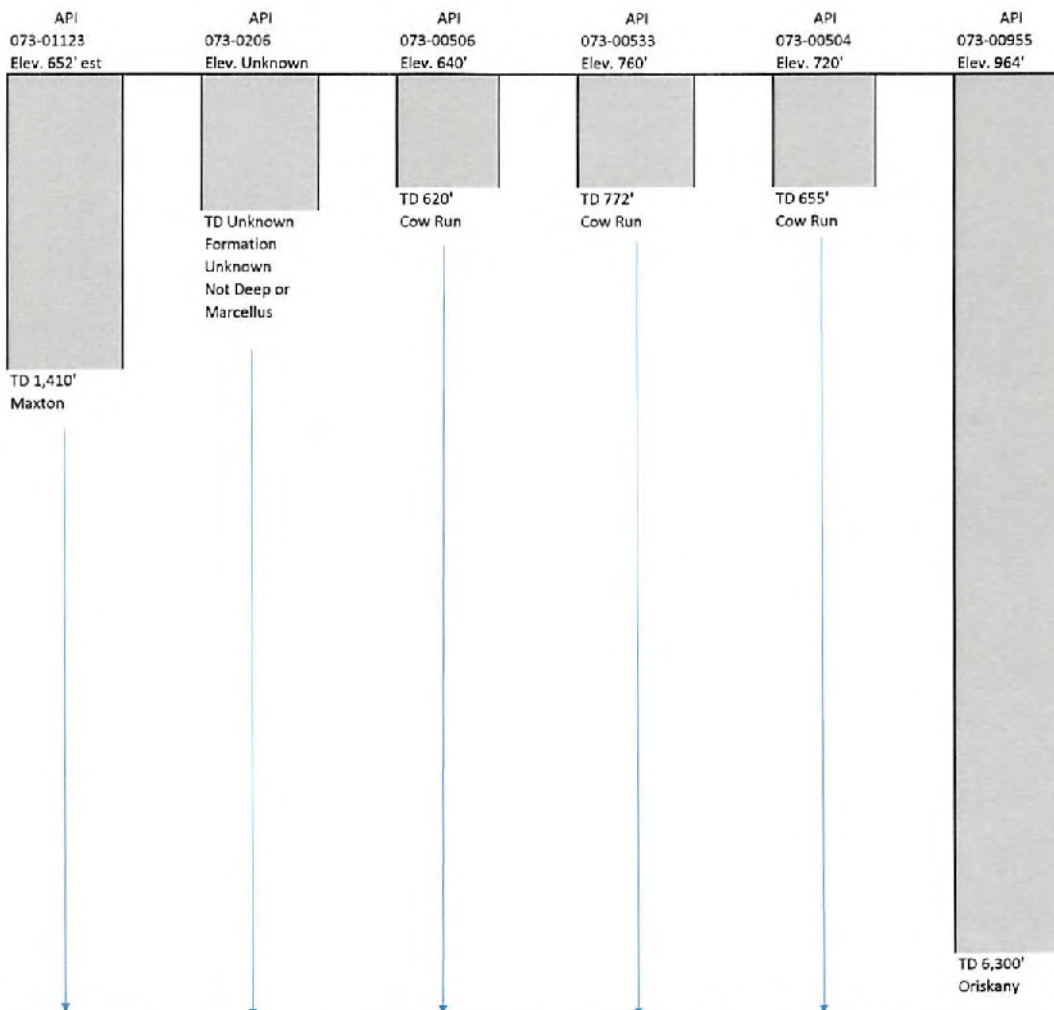 API
073-01123
Elev. 652' est
API
073-0206
Elev. Unknown
API
073-00506
Elev. 640'
API
073-00533
Elev. 760'
API
073-00504
Elev. 720'
API
073-00955
Elev. 964'
TD 1,410'
Maxton
TD Unknown
Formation
Unknown
Not Deep or
Marcellus
TD 620'
Cow Run
TD 772'
Cow Run
TD 655'
Cow Run
TD 6,300'
Oriskany